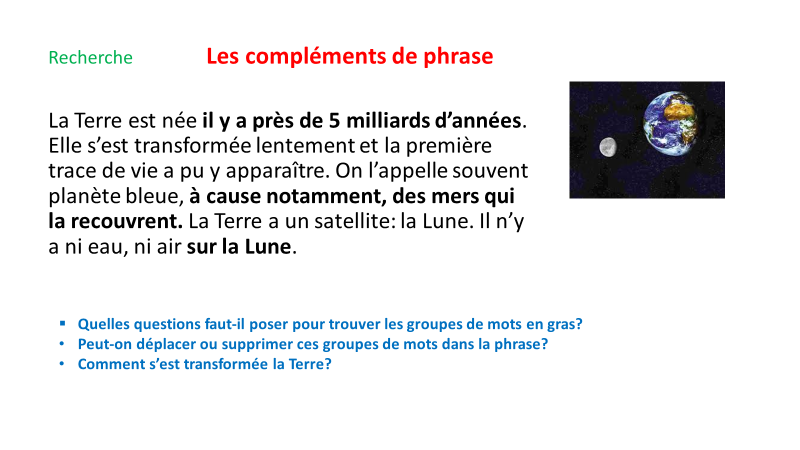 Recherche
Les compléments de phrase
La Terre est née il y a près de 5 milliards d’années.
Elle s’est transformée lentement et la première
trace de vie a pu y apparaître. On l’appelle souvent
planète bleue, à cause notamment, des mers qui
la recouvrent. La Terre a un satellite: la Lune. Il n’y
a ni eau, ni air sur la Lune.
▪ Quelles questions faut-il poser pour trouver les groupes de mots en gras?
• Peut-on déplacer ou supprimer ces groupes de mots dans la phrase?
• Comment s’est transformée la Terre?